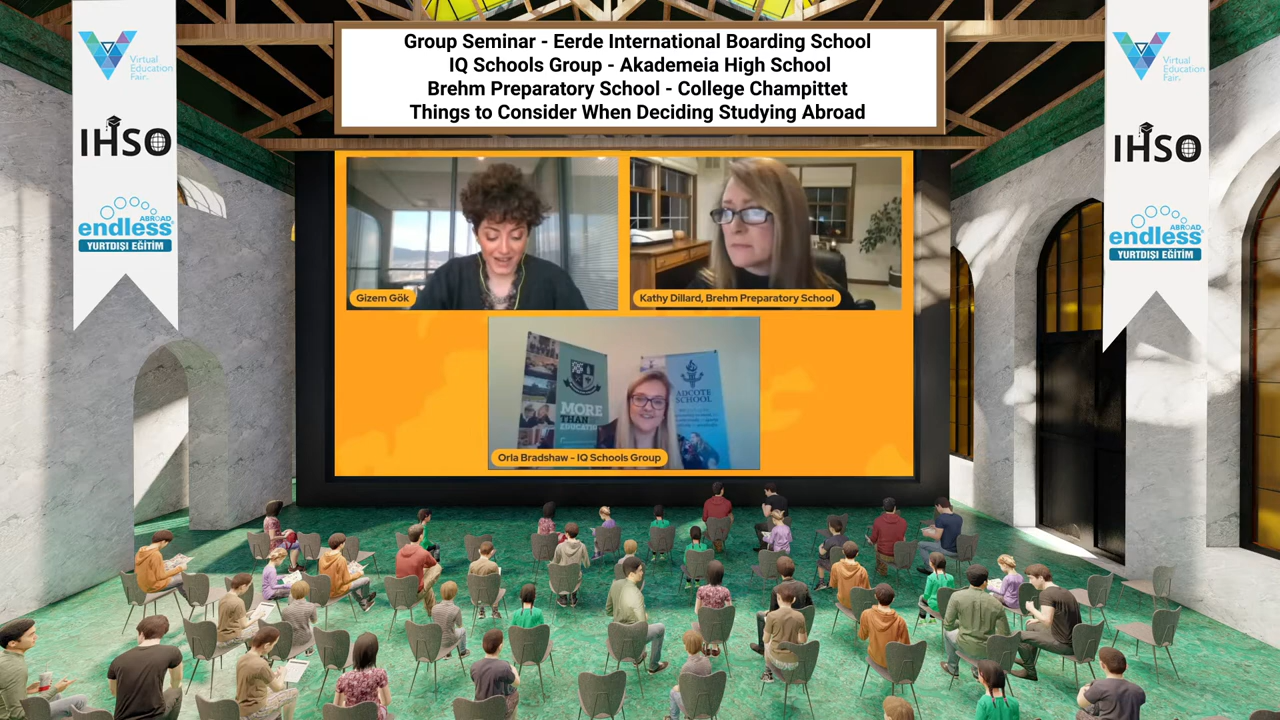 Group Seminar - Eerde International Boarding School
IQ Schools Group - Akademeia High School
Brehm Preparatory School - College Champittet
Things to Consider When Deciding Studying Abroad
Virtual
Education
Fair
IHSO
ABROAD
endless
YURTDIŞI EĞİTİM
Virtual
Education
Fair
IHSO
ABROAD
endless
YURTDIŞI EĞİTİM
Gizem Gök
Kathy Dillard, Brehm Preparatory School
MORE
THAN
EDUCATION
ADCOTE
SCHOOL
Orla Bradshaw - IQ Schools Group